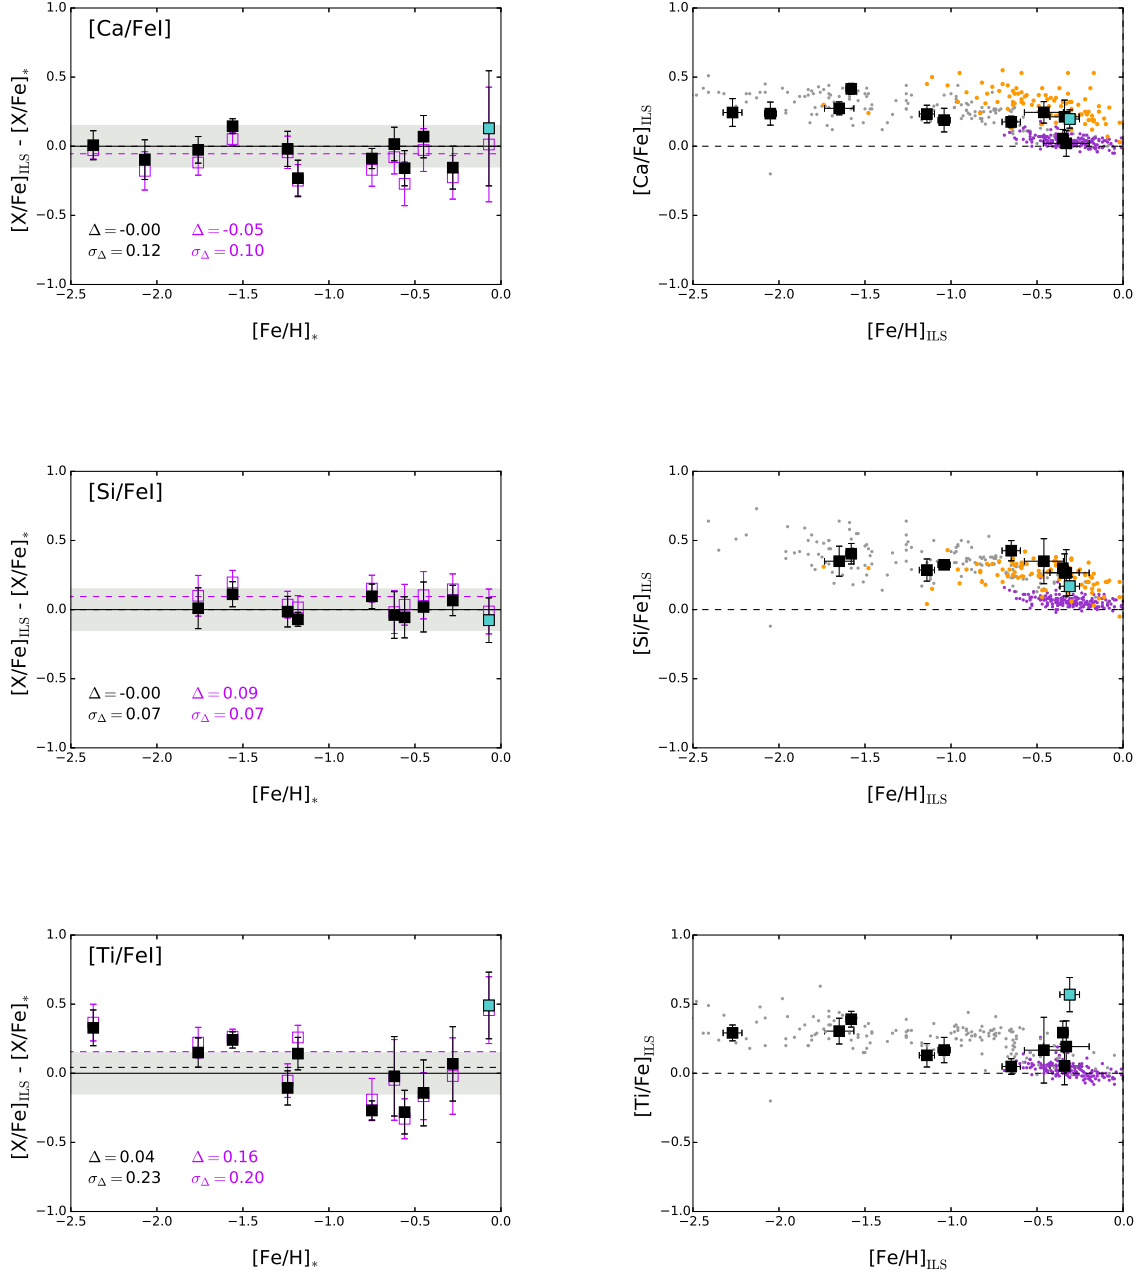 [Ca/FeI]
[X/Fe]ILS - [X/Fe]*
1.0
0.5
0.0
−0.5
−1.0
Δ = -0.00 Δ = -0.05
σΔ = 0.12 σΔ = 0.10
−2.5 −2.0 −1.5 −1.0 −0.5 0.0
[Fe/H]*
[Ca/Fe]ILS
1.0
0.5
0.0
−0.5
−1.0
−2.5 −2.0 −1.5 −1.0 −0.5 0.0
[Fe/H]ILS
[Si/FeI]
[X/Fe]ILS - [X/Fe]*
1.0
0.5
0.0
−0.5
−1.0
Δ = -0.00 Δ = 0.09
σΔ = 0.07 σΔ = 0.07
−2.5 −2.0 −1.5 −1.0 −0.5 0.0
[Fe/H]*
[Si/Fe]ILS
1.0
0.5
0.0
−0.5
−1.0
−2.5 −2.0 −1.5 −1.0 −0.5 0.0
[Fe/H]ILS
[Ti/FeI]
[X/Fe]ILS - [X/Fe]*
1.0
0.5
0.0
−0.5
−1.0
Δ = 0.04 Δ = 0.16
σΔ = 0.23 σΔ = 0.20
−2.5 −2.0 −1.5 −1.0 −0.5 0.0
[Fe/H]*
[Ti/Fe]ILS
1.0
0.5
0.0
−0.5
−1.0
−2.5 −2.0 −1.5 −1.0 −0.5 0.0
[Fe/H]ILS